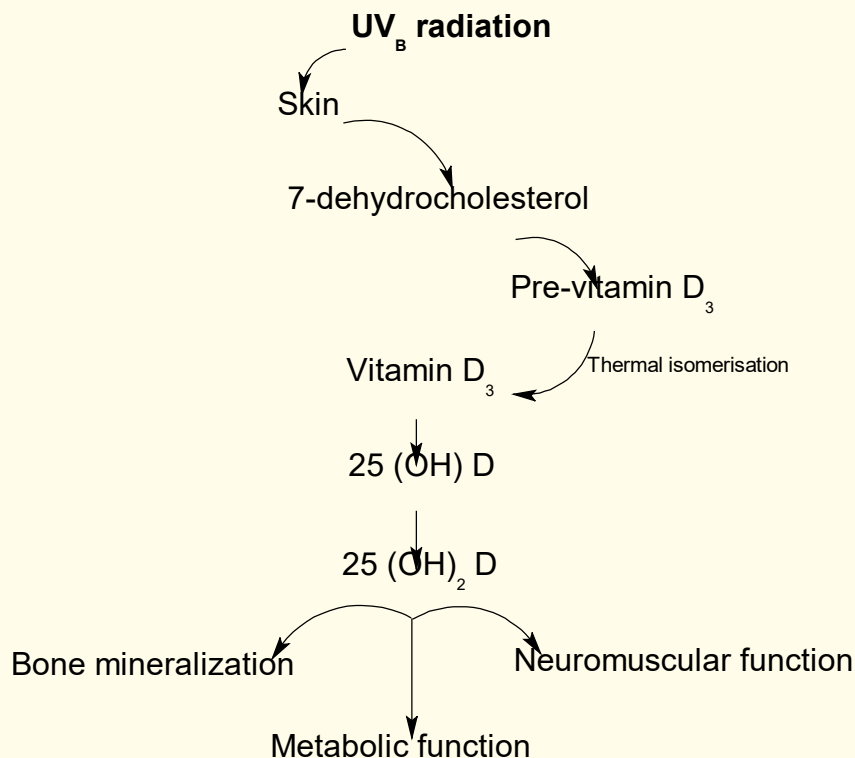 UVB radiation
Skin
7-dehydrocholesterol
Pre-vitamin D3
Thermal isomerisation
Vitamin D3
25 (OH) D
25 (OH)2 D
Bone mineralization
Neuromuscular function
Metabolic function